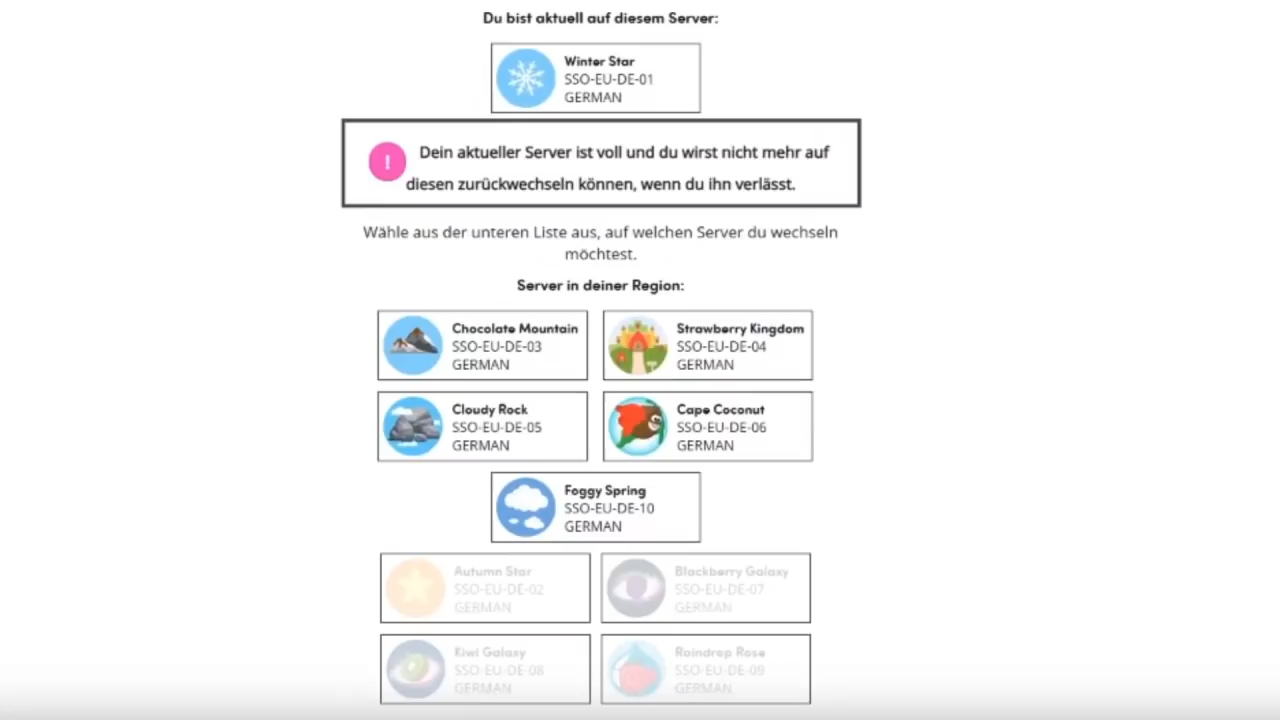 Du bist aktuell auf diesem Server:
Winter Star
SSO-EU-DE-01
GERMAN
!
Dein aktueller Server ist voll und du wirst nicht mehr auf
diesen zurückwechseln können, wenn du ihn verlässt.
Wähle aus der unteren Liste aus, auf welchen Server du wechseln
möchtest.
Server in deiner Region:
Chocolate Mountain
SSO-EU-DE-03
GERMAN
Strawberry Kingdom
SSO-EU-DE-04
GERMAN
Cloudy Rock
SSO-EU-DE-05
GERMAN
Cape Coconut
SSO-EU-DE-06
GERMAN
Foggy Spring
SSO-EU-DE-10
GERMAN
Autumn Star
SSO-EU-DE-02
GERMAN
Blackberry Galaxy
SSO-EU-DE-07
GERMAN
Kiwi Galaxy
SSO-EU-DE-08
GERMAN
Raindrop Rose
SSO-EU-DE-09
GERMAN